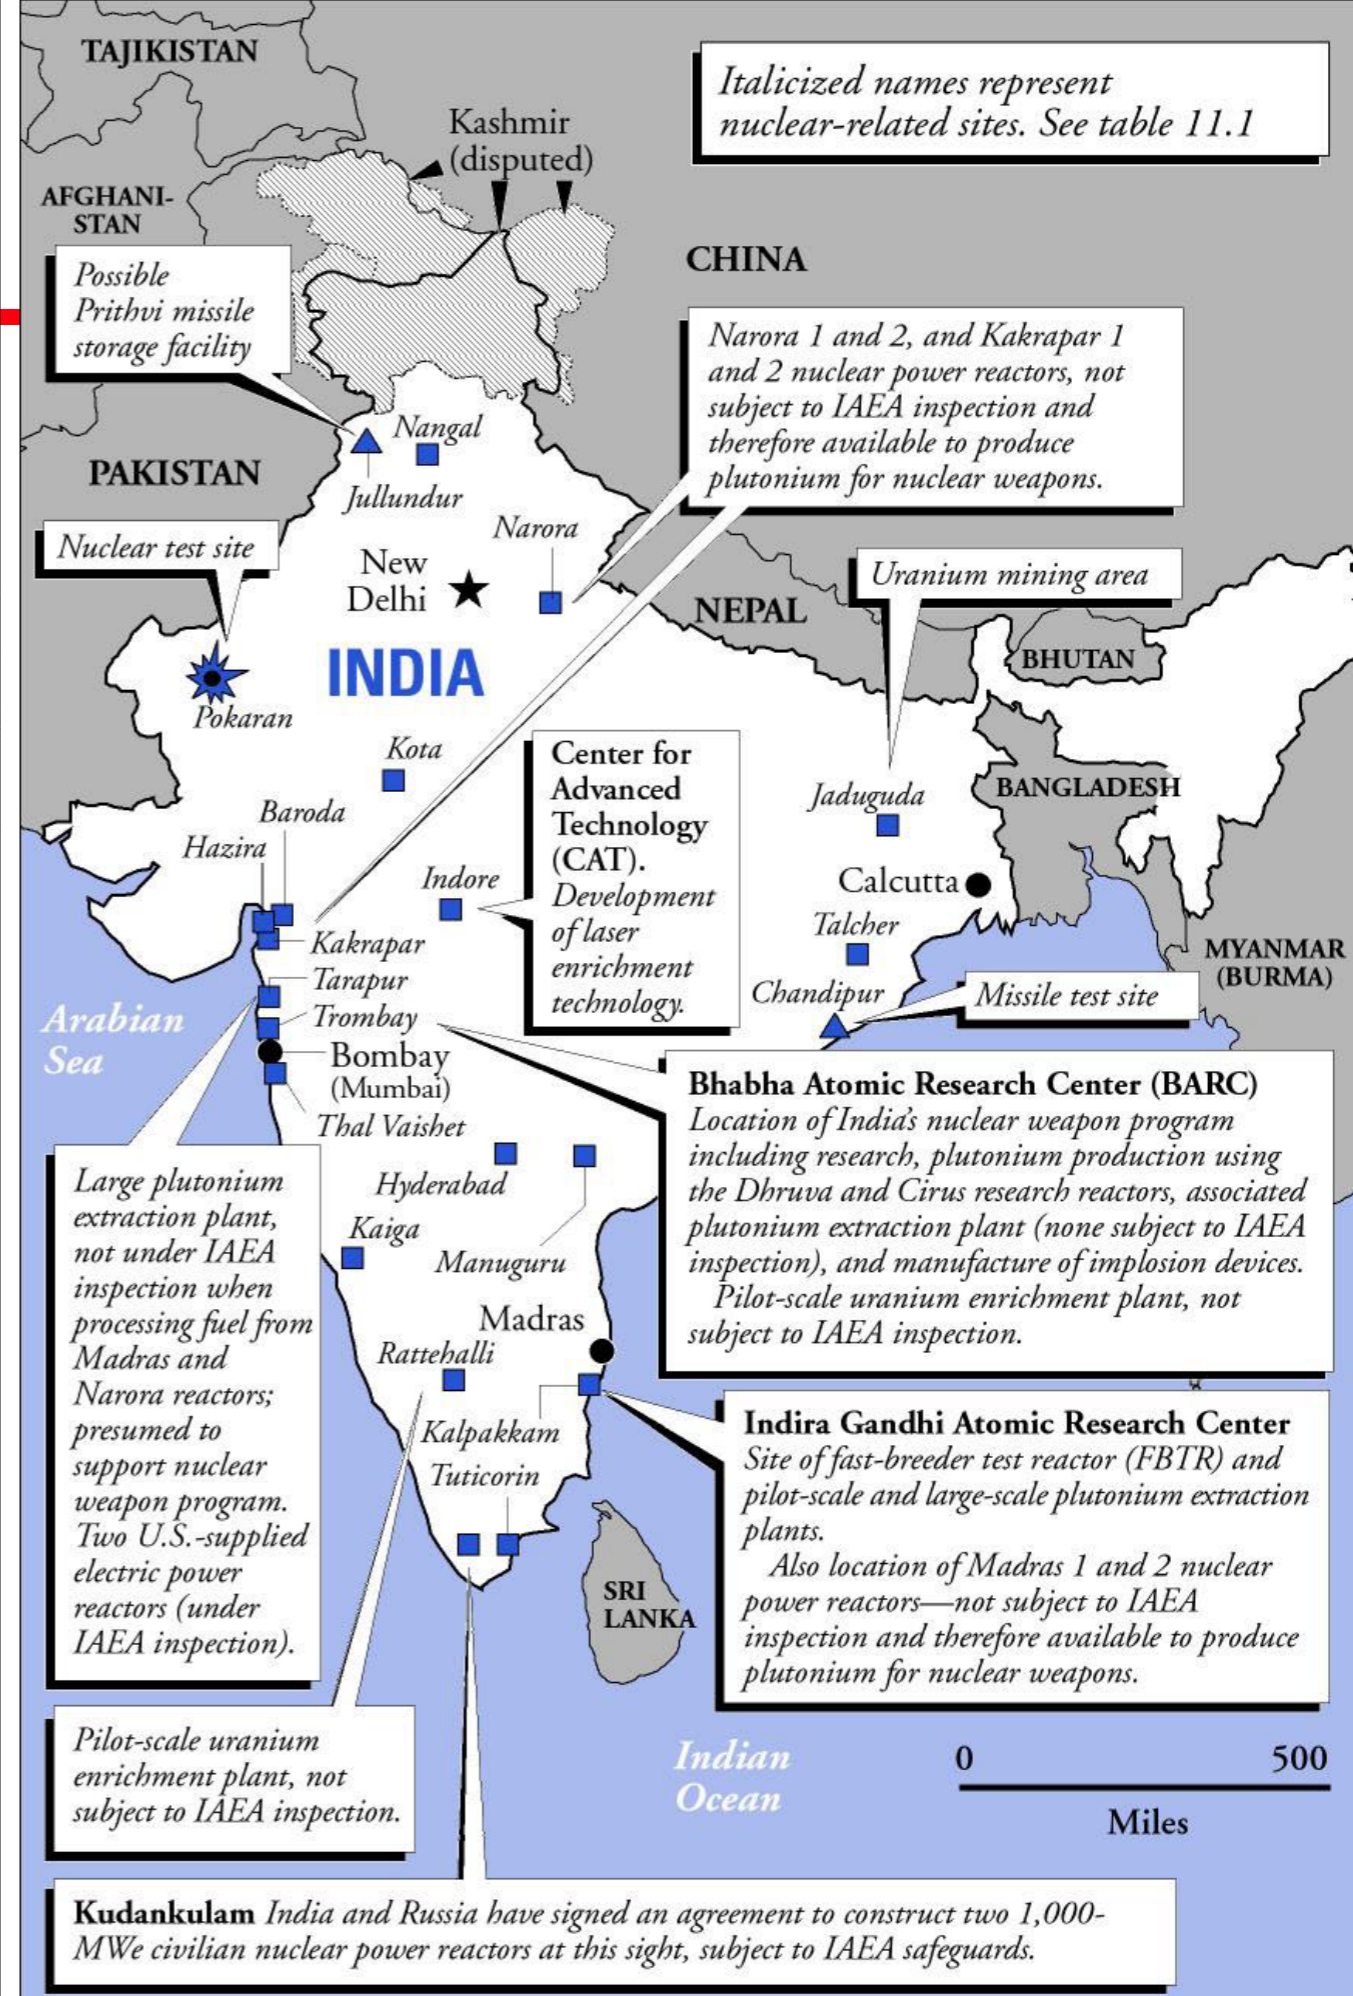 TAJIKISTAN
Italicized names represent
nuclear-related sites. See table 11.1
Kashmir
(disputed)
AFGHANI-
STAN
CHINA
Possible
Prithvi missile
storage facility
Narora 1 and 2, and Kakrapar 1
and 2 nuclear power reactors, not
subject to IAEA inspection and
therefore available to produce
plutonium for nuclear weapons.
Nangal
PAKISTAN
Jullundur
Narora
Nuclear test site
New
Delhi
Uranium mining area
NEPAL
BHUTAN
INDIA
Pokaran
Kota
Center for
Advanced
Technology
(CAT).
Development
of laser
enrichment
technology.
BANGLADESH
Jaduguda
Baroda
Hazira
Indore
Calcutta
Talcher
Kakrapar
MYANMAR
(BURMA)
Tarapur
Chandipur
Missile test site
Trombay
Arabian
Sea
Bombay
(Mumbai)
Thal Vaishet
Bhabha Atomic Research Center (BARC)
Location of India's nuclear weapon program
including research, plutonium production using
the Dhruva and Cirus research reactors, associated
plutonium extraction plant (none subject to IAEA
inspection), and manufacture of implosion devices.
Pilot-scale uranium enrichment plant, not
subject to IAEA inspection.
Large plutonium
extraction plant,
not under IAEA
inspection when
processing fuel from
Madras and
Narora reactors;
presumed to
support nuclear
weapon program.
Two U.S.-supplied
electric power
reactors (under
IAEA inspection).
Hyderabad
Kaiga
Manuguru
Madras
Rattehalli
Kalpakkam
Tuticorin
Indira Gandhi Atomic Research Center
Site of fast-breeder test reactor (FBTR) and
pilot-scale and large-scale plutonium extraction
plants.
Also location of Madras 1 and 2 nuclear
power reactors—not subject to IAEA
inspection and therefore available to produce
plutonium for nuclear weapons.
SRI
LANKA
Pilot-scale uranium
enrichment plant, not
subject to IAEA inspection.
Indian
Ocean
0 500
Miles
Kudankulam India and Russia have signed an agreement to construct two 1,000-
MWe civilian nuclear power reactors at this sight, subject to IAEA safeguards.